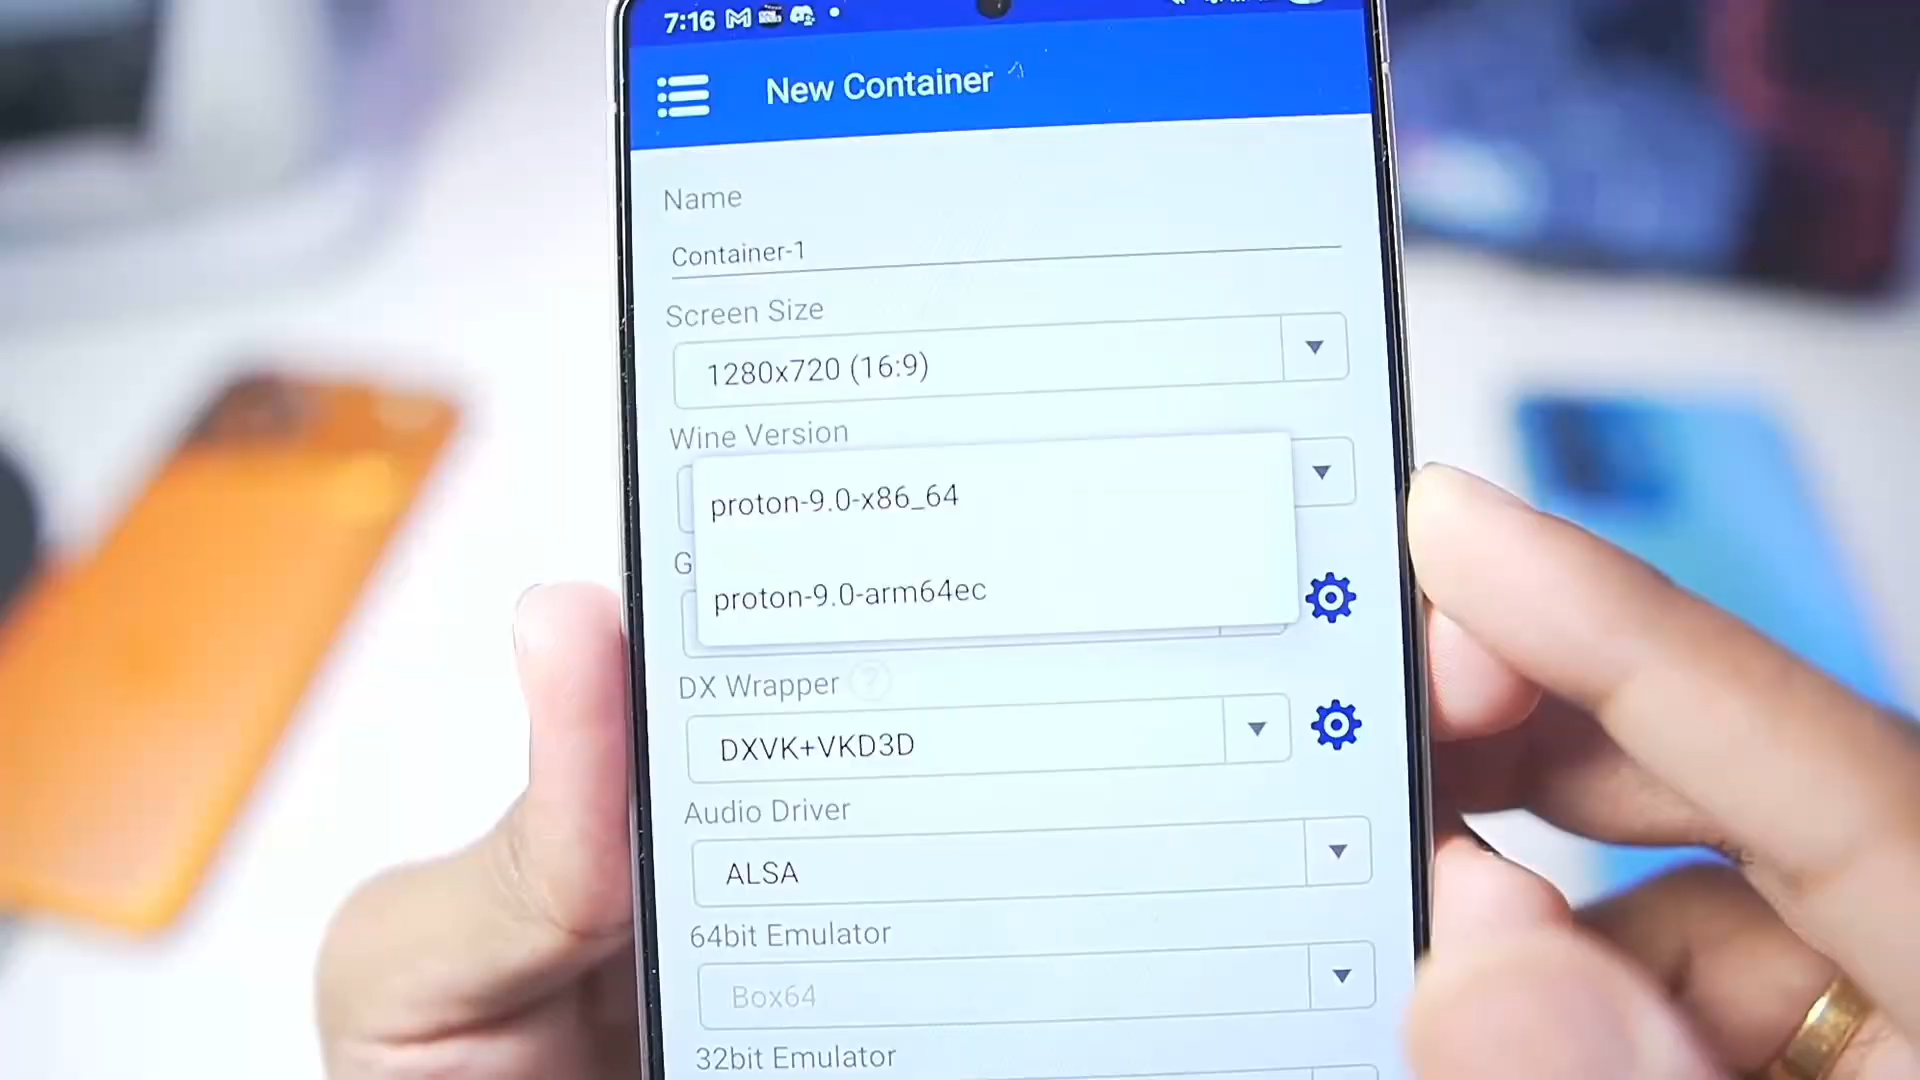 7:16
New Container
Name
Container-1
Screen Size
1280x720 (16:9)
Wine Version
proton-9.0-x86_64
G
proton-9.0-arm64ec
DX Wrapper ?
DXVK+VKD3D
Audio Driver
ALSA
64bit Emulator
Box64
32bit Emulator